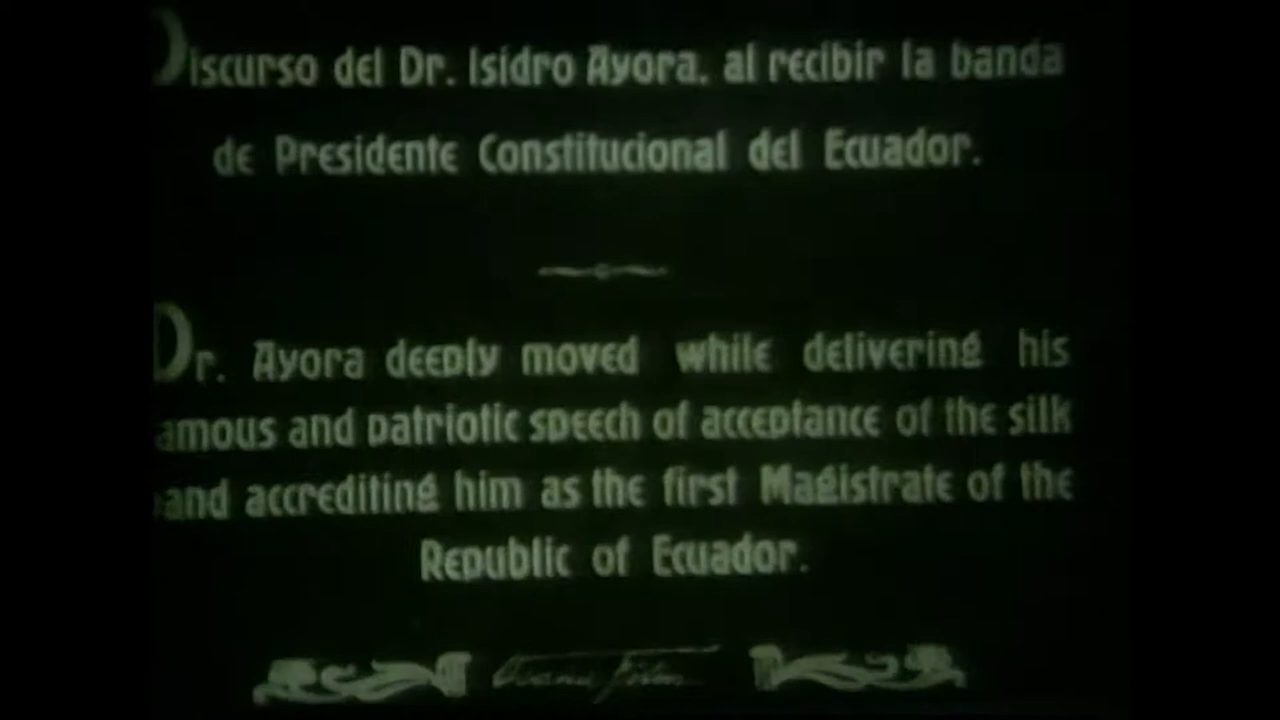 Discurso del Dr. Isidro Ayora, al recibir la banda
de Presidente Constitucional del Ecuador.
Dr. Ayora deeply moved while delivering his
amous and patriotic speech of acceptance of the silk
and accrediting him as the first Magistrate of the
Republic of Ecuador.
Film